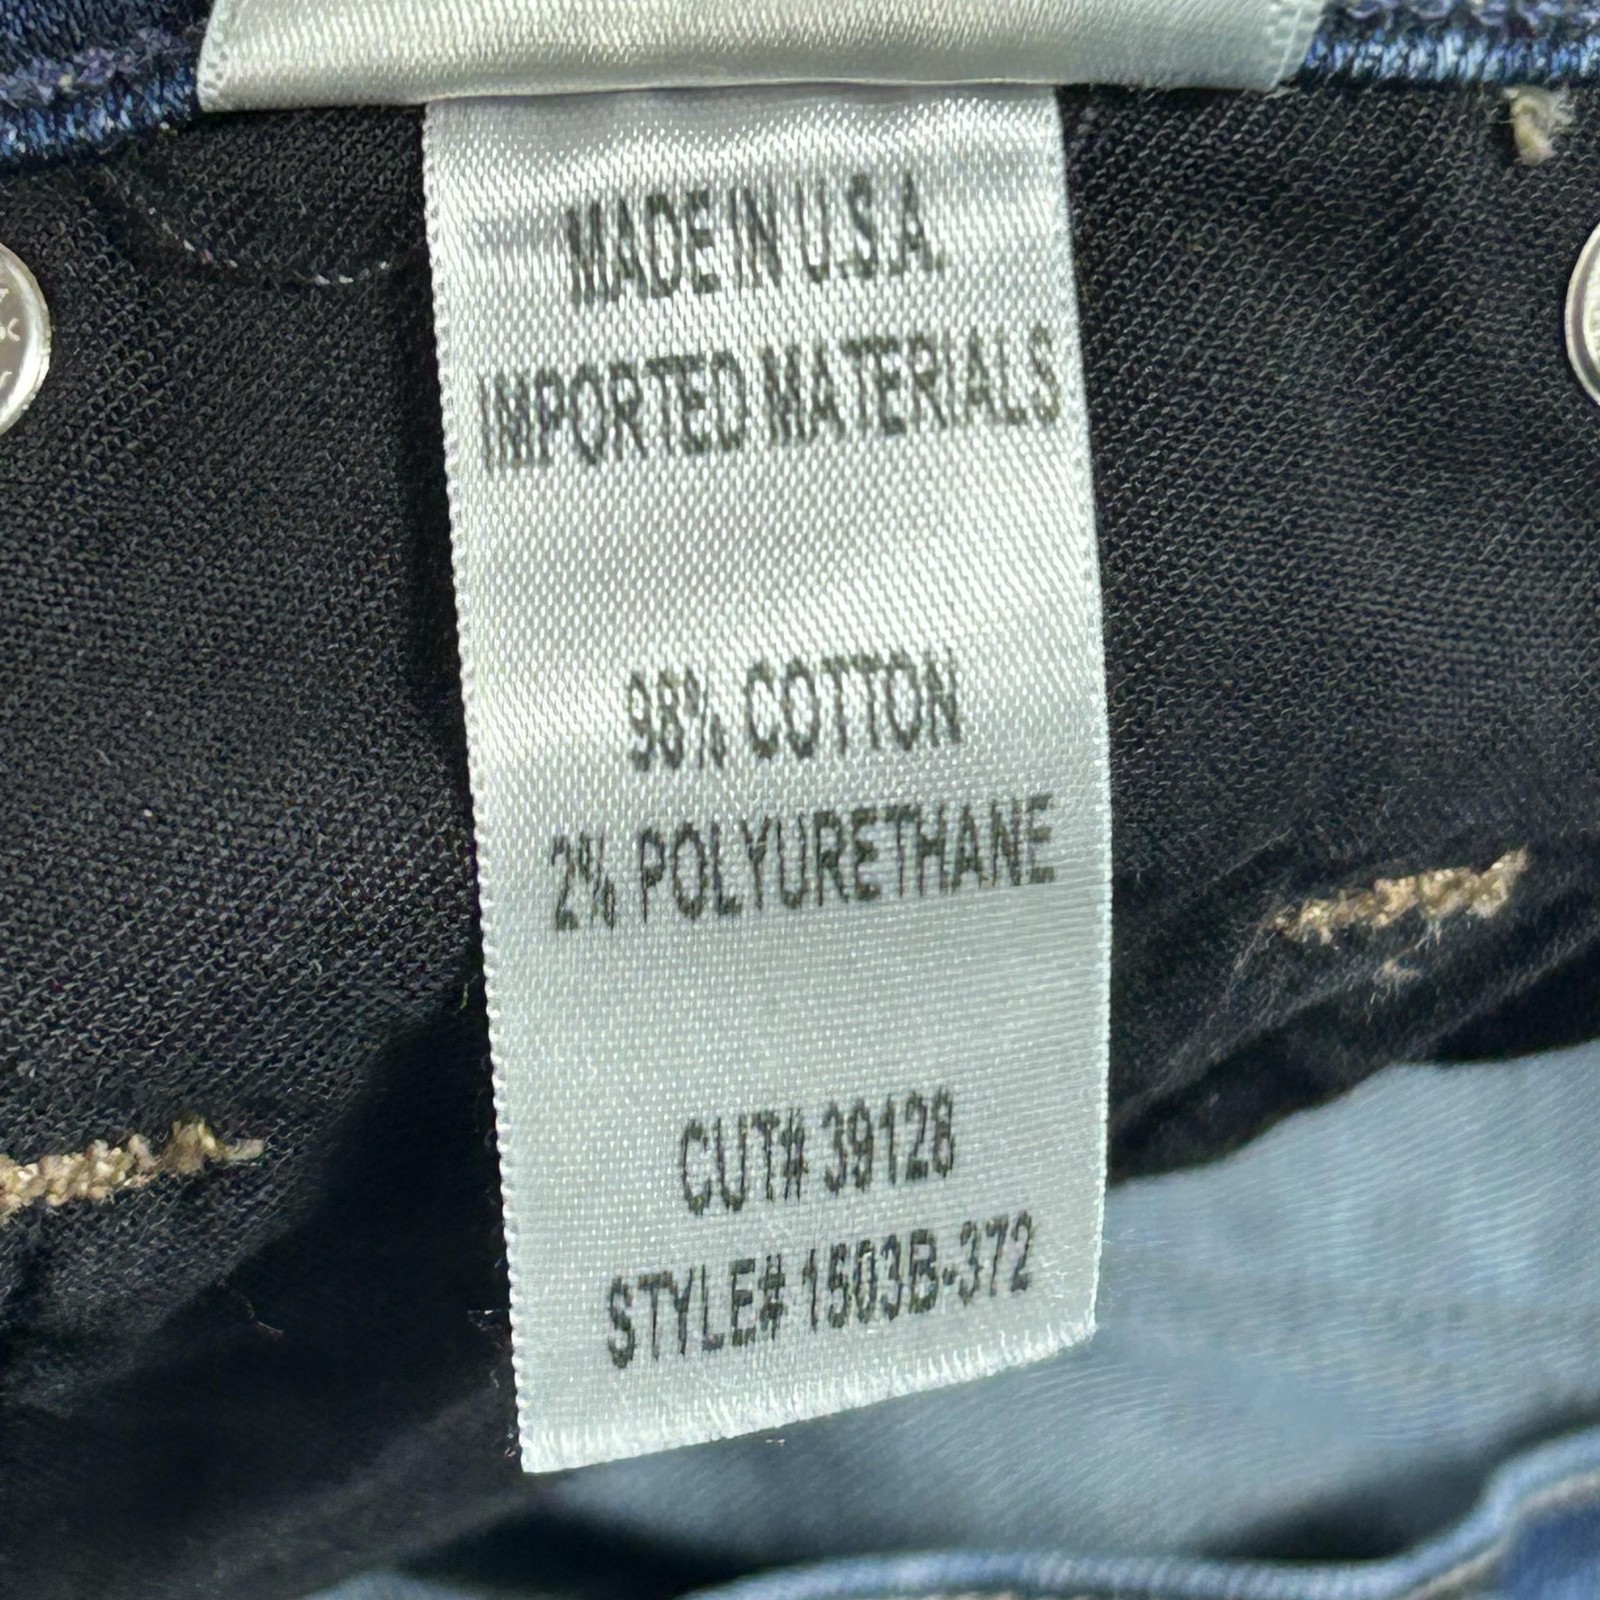 MADE IN U.S.A.
IMPORTED MATERIALS
98% COTTON
2% POLYURETHANE
CUT# 39128
STYLE# 1503B-372